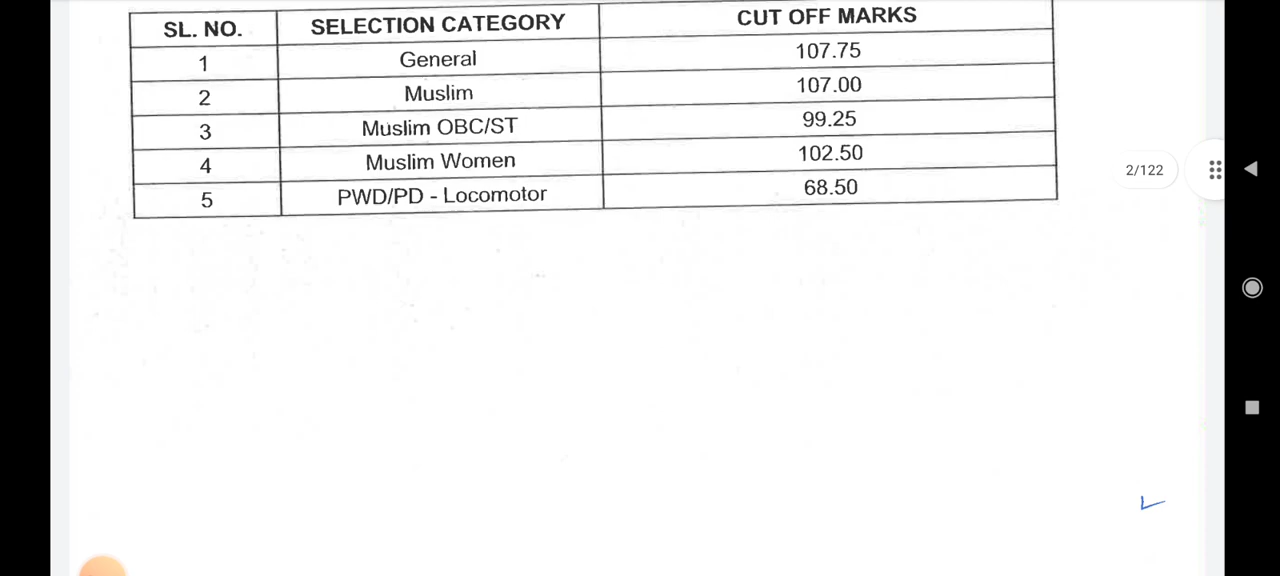 SL. NO. SELECTION CATEGORY CUT OFF MARKS
1 General 107.75
2 Muslim 107.00
3 Muslim OBC/ST 99.25
4 Muslim Women 102.50
5 PWD/PD - Locomotor 68.50
2/122